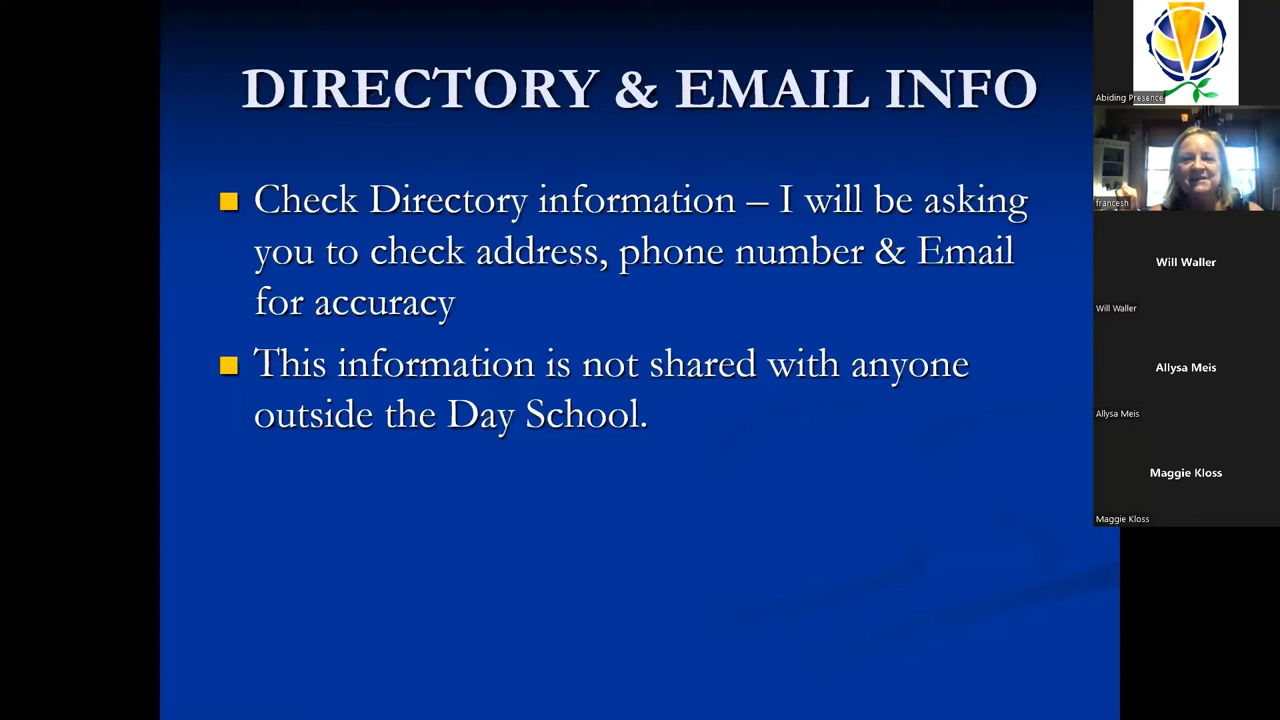 DIRECTORY & EMAIL INFO
Check Directory information – I will be asking
you to check address, phone number & Email
for accuracy
This information is not shared with anyone
outside the Day School.
Abiding Presence
francesh
Will Waller
Will Waller
Allysa Meis
Allysa Meis
Maggie Kloss
Maggie Kloss